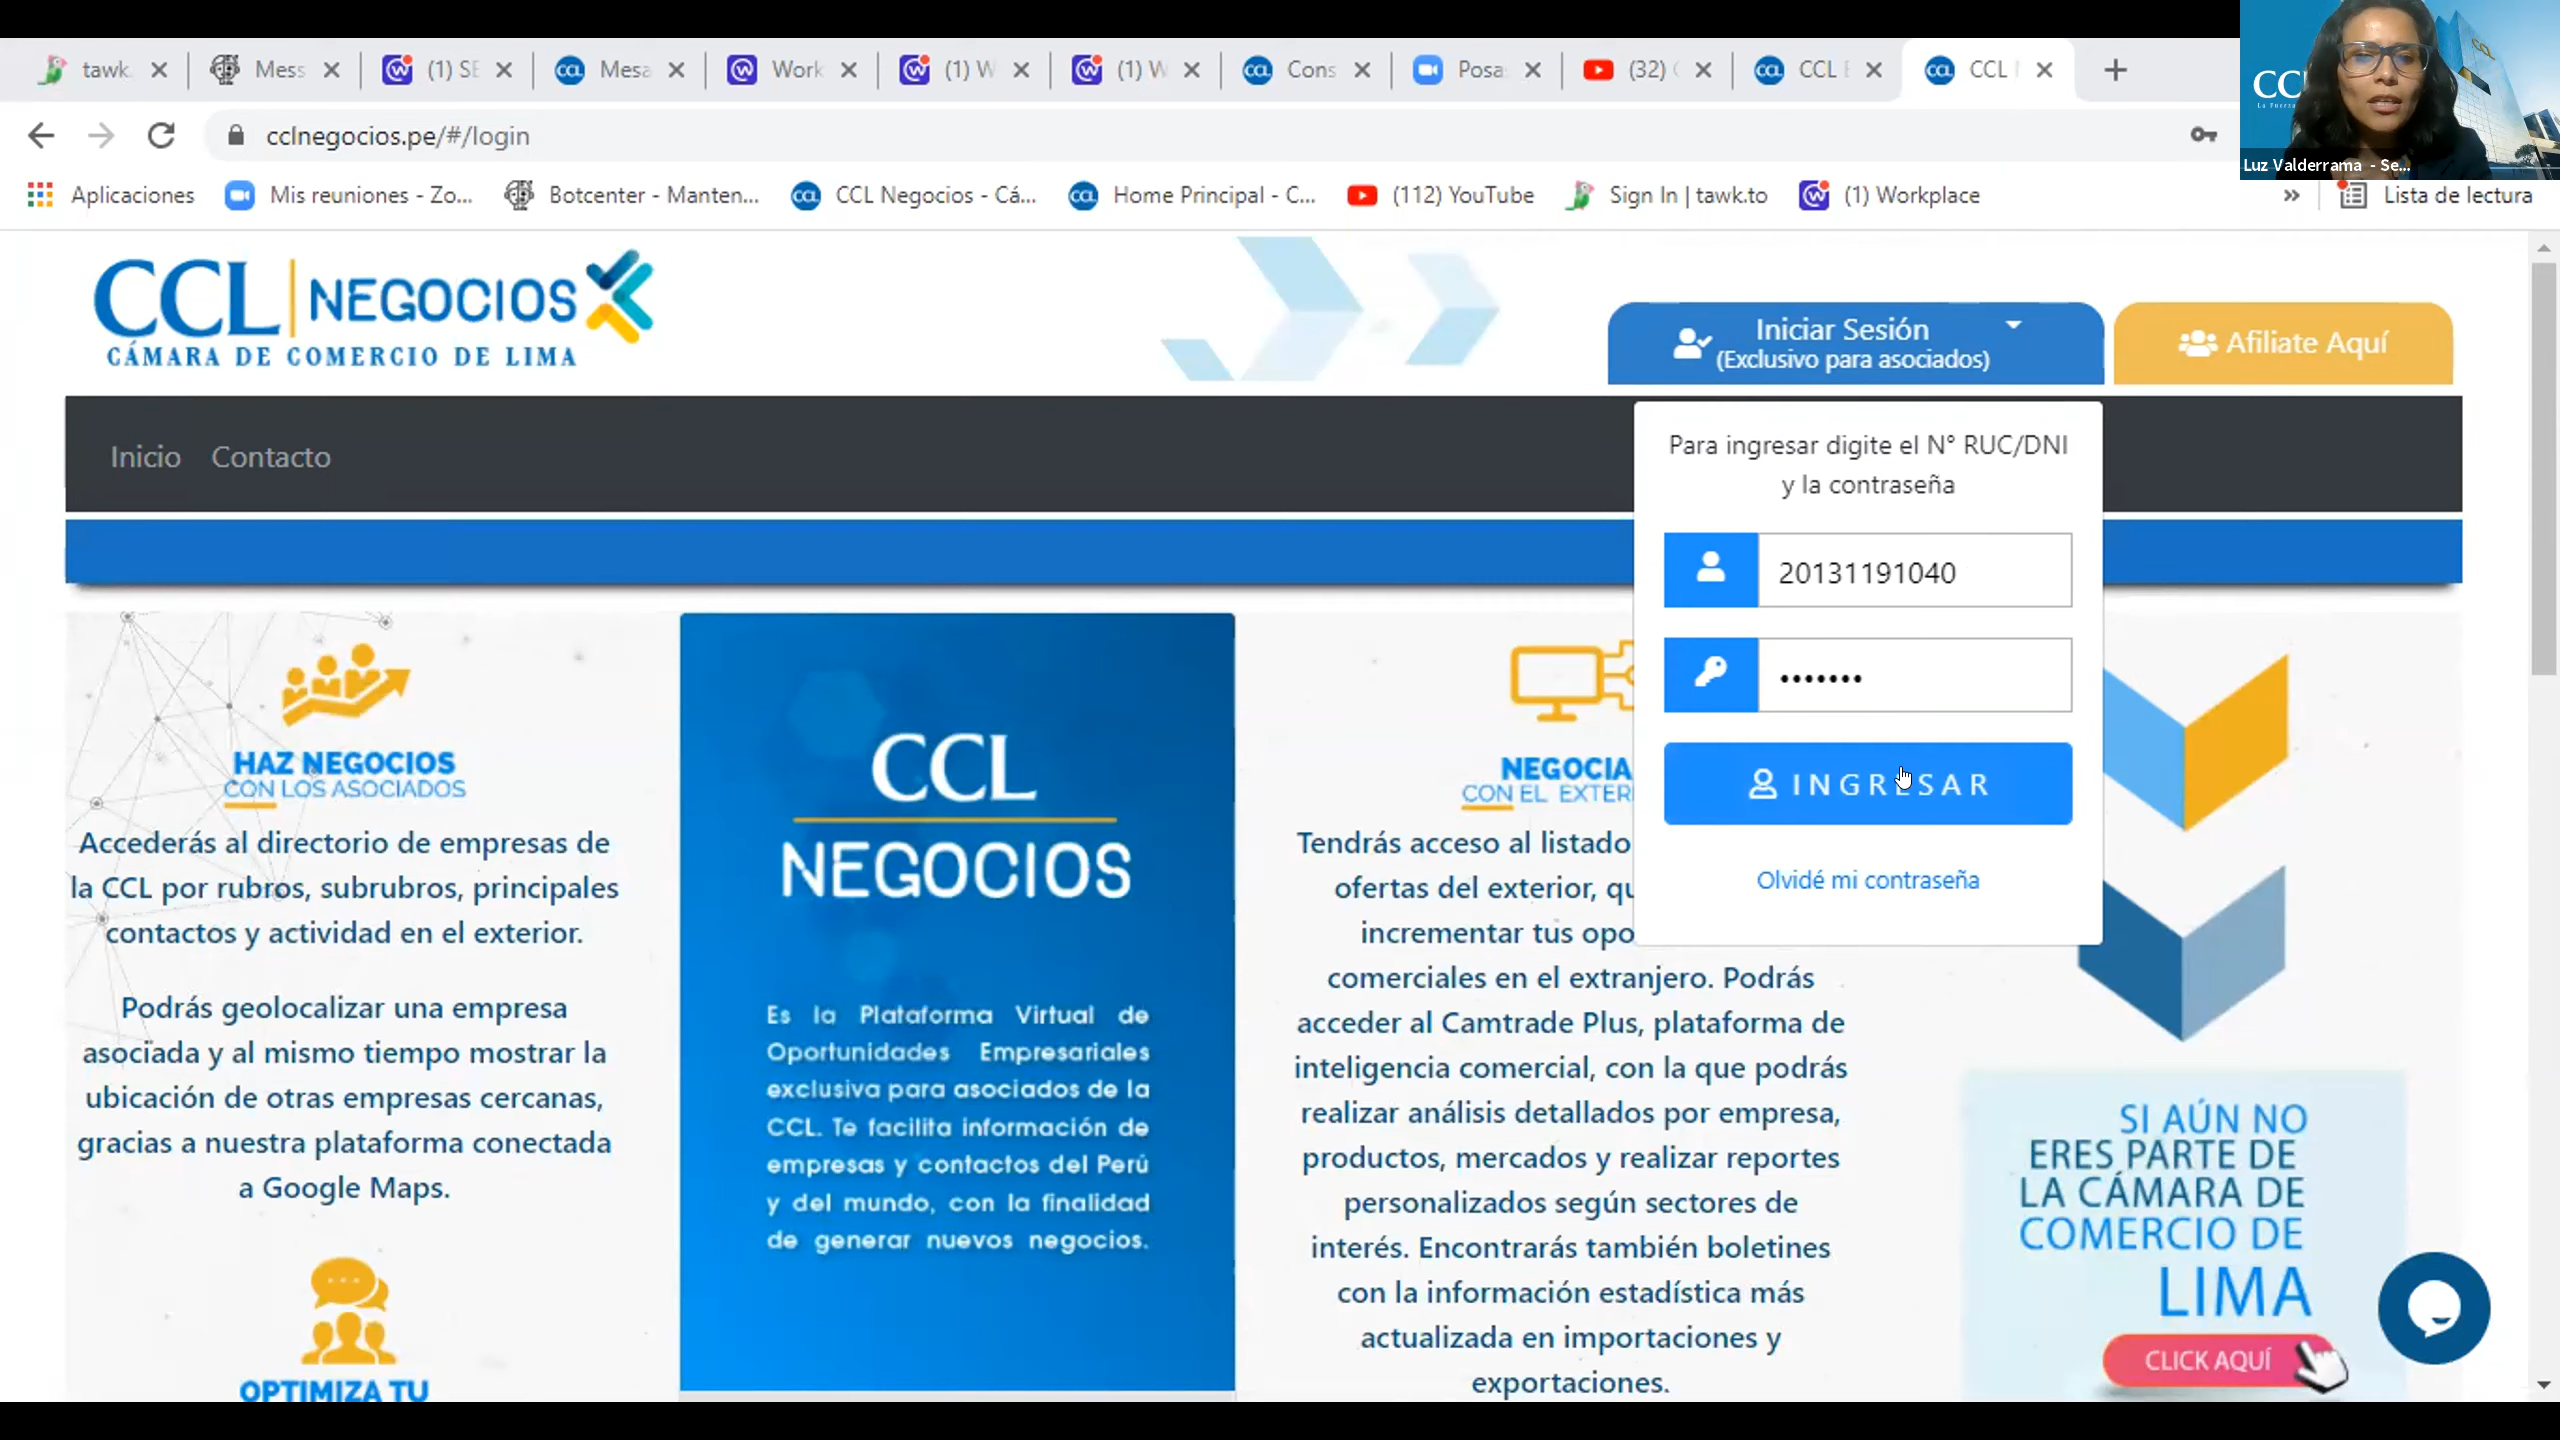 tawk.
Mess
(1) SE
Mesa
Work
(1) W
(1) W
Cons
Posa
(32)
CCL E
CCL
cclnegocios.pe/#/login
Aplicaciones
Mis reuniones - Zo...
Botcenter - Manten...
CCL Negocios - Cá...
Home Principal - C...
(112) YouTube
Sign In | tawk.to
(1) Workplace
»
Lista de lectura
Luz Valderrama - Se...
CCL NEGOCIOS
CÁMARA DE COMERCIO DE LIMA
Iniciar Sesión
(Exclusivo para asociados)
Afiliate Aquí
Inicio
Contacto
Para ingresar digite el N° RUC/DNI
y la contraseña
20131191040
•••••••
INGRESAR
Olvidé mi contraseña
HAZ NEGOCIOS
CON LOS ASOCIADOS
Accederás al directorio de empresas de
la CCL por rubros, subrubros, principales
contactos y actividad en el exterior.
Podrás geolocalizar una empresa
asociada y al mismo tiempo mostrar la
ubicación de otras empresas cercanas,
gracias a nuestra plataforma conectada
a Google Maps.
OPTIMIZA TU
CCL
NEGOCIOS
Es la Plataforma Virtual de
Oportunidades Empresariales
exclusiva para asociados de la
CCL. Te facilita información de
empresas y contactos del Perú
y del mundo, con la finalidad
de generar nuevos negocios.
NEGOCIA
CON EL EXTER
Tendrás acceso al listado
ofertas del exterior, qu
incrementar tus opo
comerciales en el extranjero. Podrás
acceder al Camtrade Plus, plataforma de
inteligencia comercial, con la que podrás
realizar análisis detallados por empresa,
productos, mercados y realizar reportes
personalizados según sectores de
interés. Encontrarás también boletines
con la información estadística más
actualizada en importaciones y
exportaciones.
SI AÚN NO
ERES PARTE DE
LA CÁMARA DE
COMERCIO DE
LIMA
CLICK AQUÍ